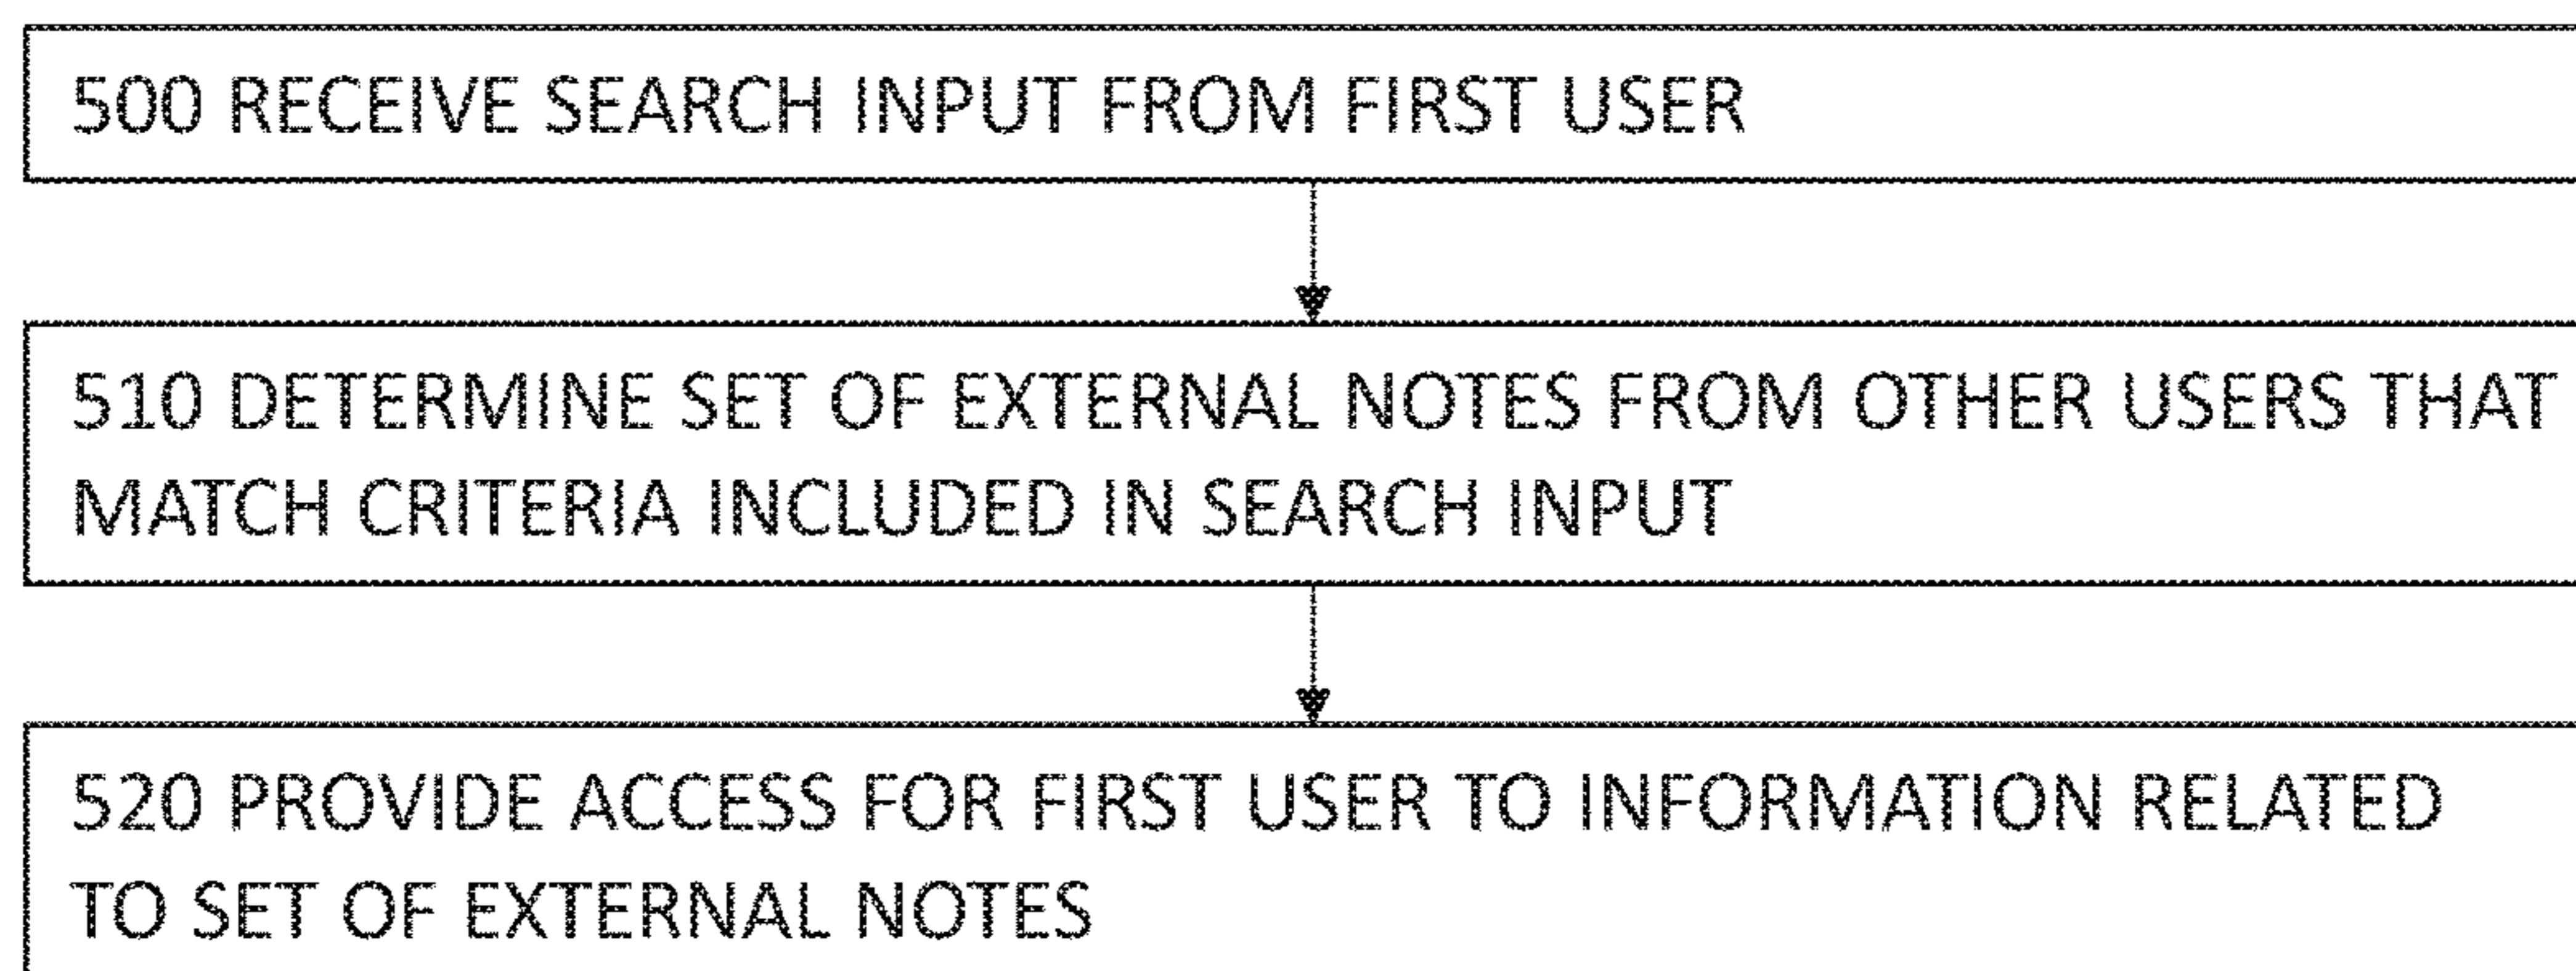 500 RECEIVE SEARCH INPUT FROM FIRST USER
510 DETERMINE SET OF EXTERNAL NOTES FROM OTHER USERS THAT
MATCH CRITERIA INCLUDED IN SEARCH INPUT
520 PROVIDE ACCESS FOR FIRST USER TO INFORMATION RELATED
TO SET OF EXTERNAL NOTES